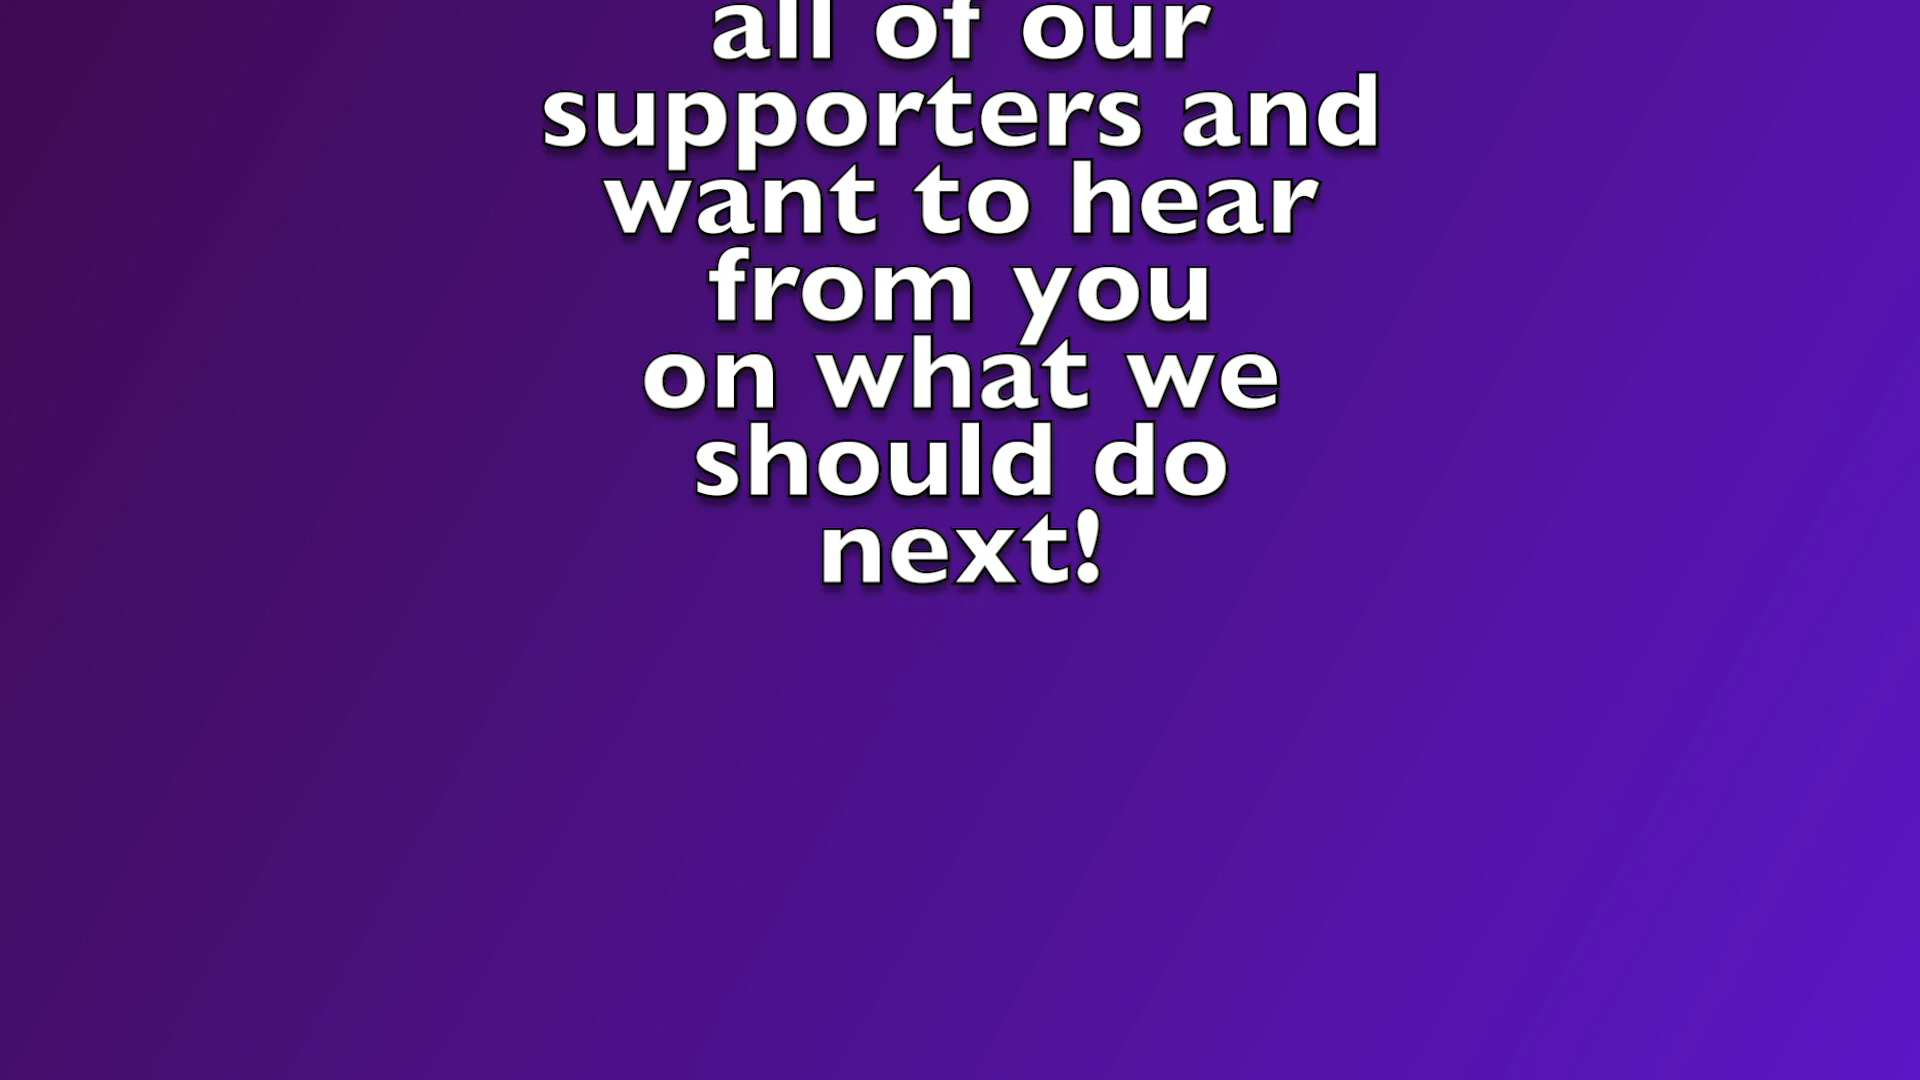 all of our
supporters and
want to hear
from you
on what we
should do
next!